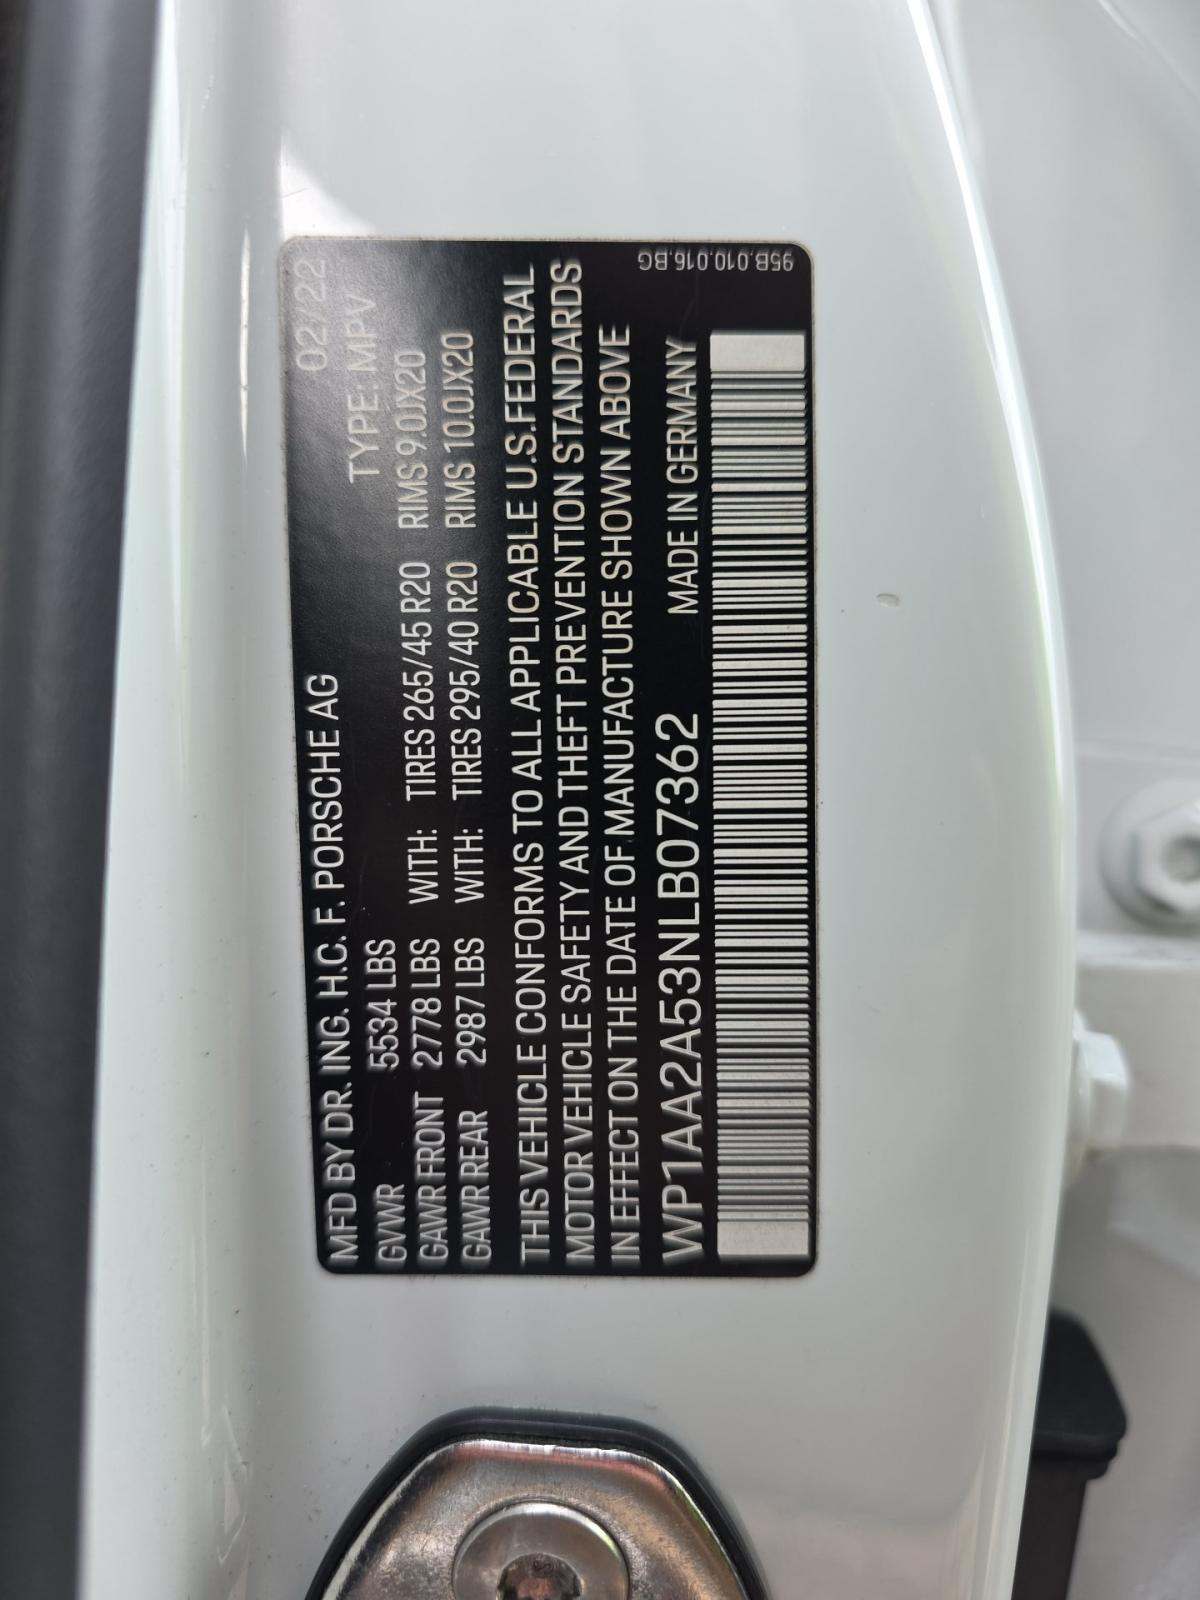 MFD BY DR. ING. H.C. F. PORSCHE AG 02/22
GVWR 5534 LBS TYPE: MPV
GAWR FRONT 2778 LBS WITH: TIRES 265/45 R20 RIMS 9.0JX20
GAWR REAR 2987 LBS WITH: TIRES 295/40 R20 RIMS 10.0JX20
THIS VEHICLE CONFORMS TO ALL APPLICABLE U.S.FEDERAL
MOTOR VEHICLE SAFETY AND THEFT PREVENTION STANDARDS
IN EFFECT ON THE DATE OF MANUFACTURE SHOWN ABOVE
WP1AA2A53NLB07362 MADE IN GERMANY
95B.010.016.BG